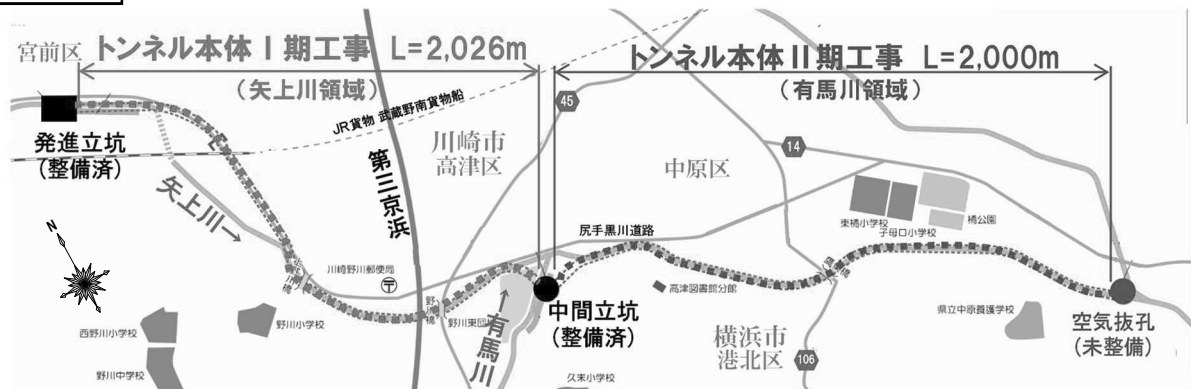 宮前区
トンネル本体Ⅰ期工事 L=2,026m
(矢上川領域)
トンネル本体Ⅱ期工事 L=2,000m
(有馬川領域)
発進立坑
(整備済)
JR貨物 武蔵野南貨物船
45
川崎市
高津区
第三京浜
14
中原区
矢上川→
東橘小学校
子母口小学校
橘公園
尻手黒川道路
N
川崎野川郵便局
高津図書館分館
中間立坑
(整備済)
野川東団地
有馬川→
西野川小学校
野川小学校
野川中学校
横浜市
港北区
106
県立中原養護学校
空気抜孔
(未整備)
久末小学校